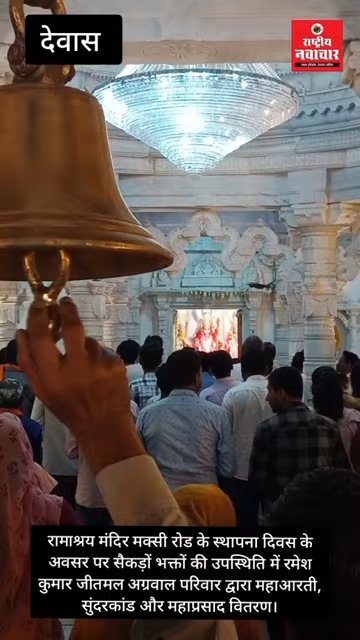 देवास
राष्ट्रीय
नवाचार
रामाश्रय मंदिर मक्सी रोड के स्थापना दिवस के
अवसर पर सैकड़ों भक्तों की उपस्थिति में रमेश
कुमार जीतमल अग्रवाल परिवार द्वारा महाआरती,
सुंदरकांड और महाप्रसाद वितरण।